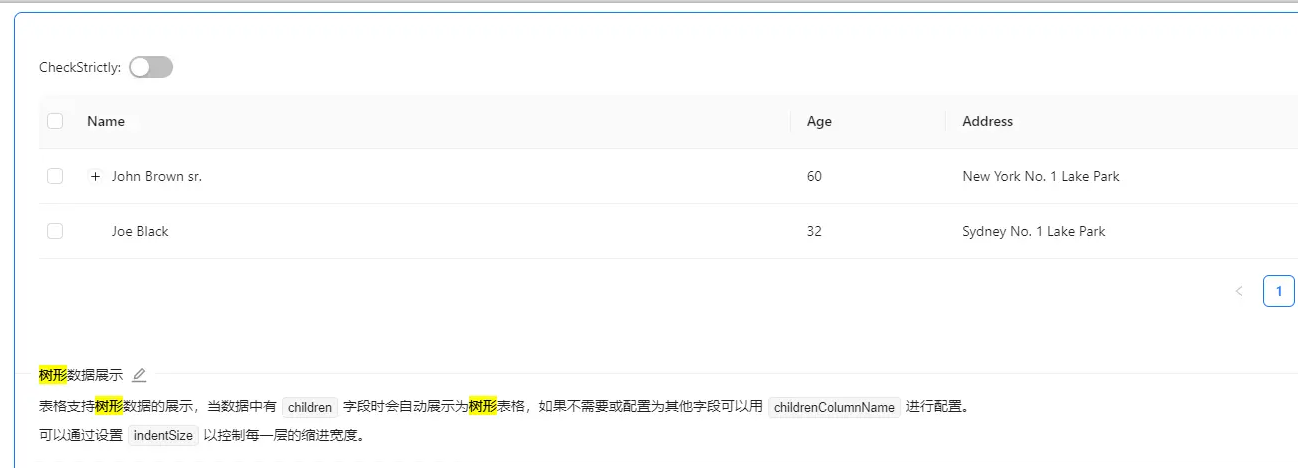 CheckStrictly:
Name Age Address
+ John Brown sr. 60 New York No. 1 Lake Park
Joe Black 32 Sydney No. 1 Lake Park
< 1
树形数据展示
表格支持树形数据的展示，当数据中有 children 字段时会自动展示为树形表格，如果不需要或配置为其他字段可以用 childrenColumnName 进行配置。
可以通过设置 indentSize 以控制每一层的缩进宽度。